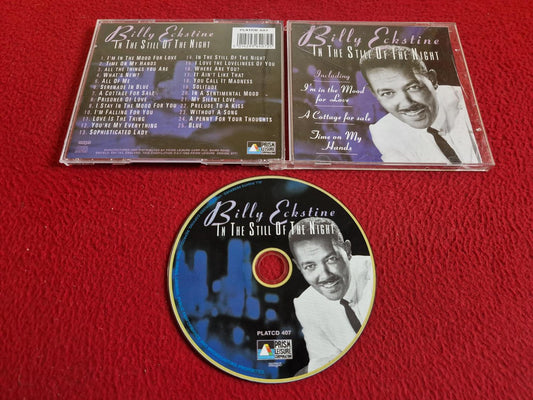 Billy Eckstine
In The Still Of The Night
PLATCD 407
1. I'M IN THE MOOD FOR LOVE
2. TIME ON MY HANDS
3. ALL THE THINGS YOU ARE
4. WHAT'S NEW?
5. ALL OF ME
6. SERENADE IN BLUE
7. A COTTAGE FOR SALE
8. PRISONER OF LOVE
9. I STAY IN THE MOOD FOR YOU
10. I'M FALLING FOR YOU
11. LOVE IS THE THING
12. YOU'RE MY EVERYTHING
13. SOPHISTICATED LADY
14. IN THE STILL OF THE NIGHT
15. I LOVE THE LOVELINESS OF YOU
16. WHERE ARE YOU?
17. IT AIN'T LIKE THAT
18. YOU CALL IT MADNESS
19. SOLITUDE
20. IN A SENTIMENTAL MOOD
21. MY SILENT LOVE
22. PRELUDE TO A KISS
23. WITHOUT A SONG
24. A PENNY FOR YOUR THOUGHTS
25. BLUE
Billy Eckstine
In The Still Of The Night
Including
I'm in the Mood
for Love
A Cottage for sale
Time on My
Hands
Billy Eckstine
In The Still Of The Night
PLATCD 407
PRISM
LEISURE
CORPORATION